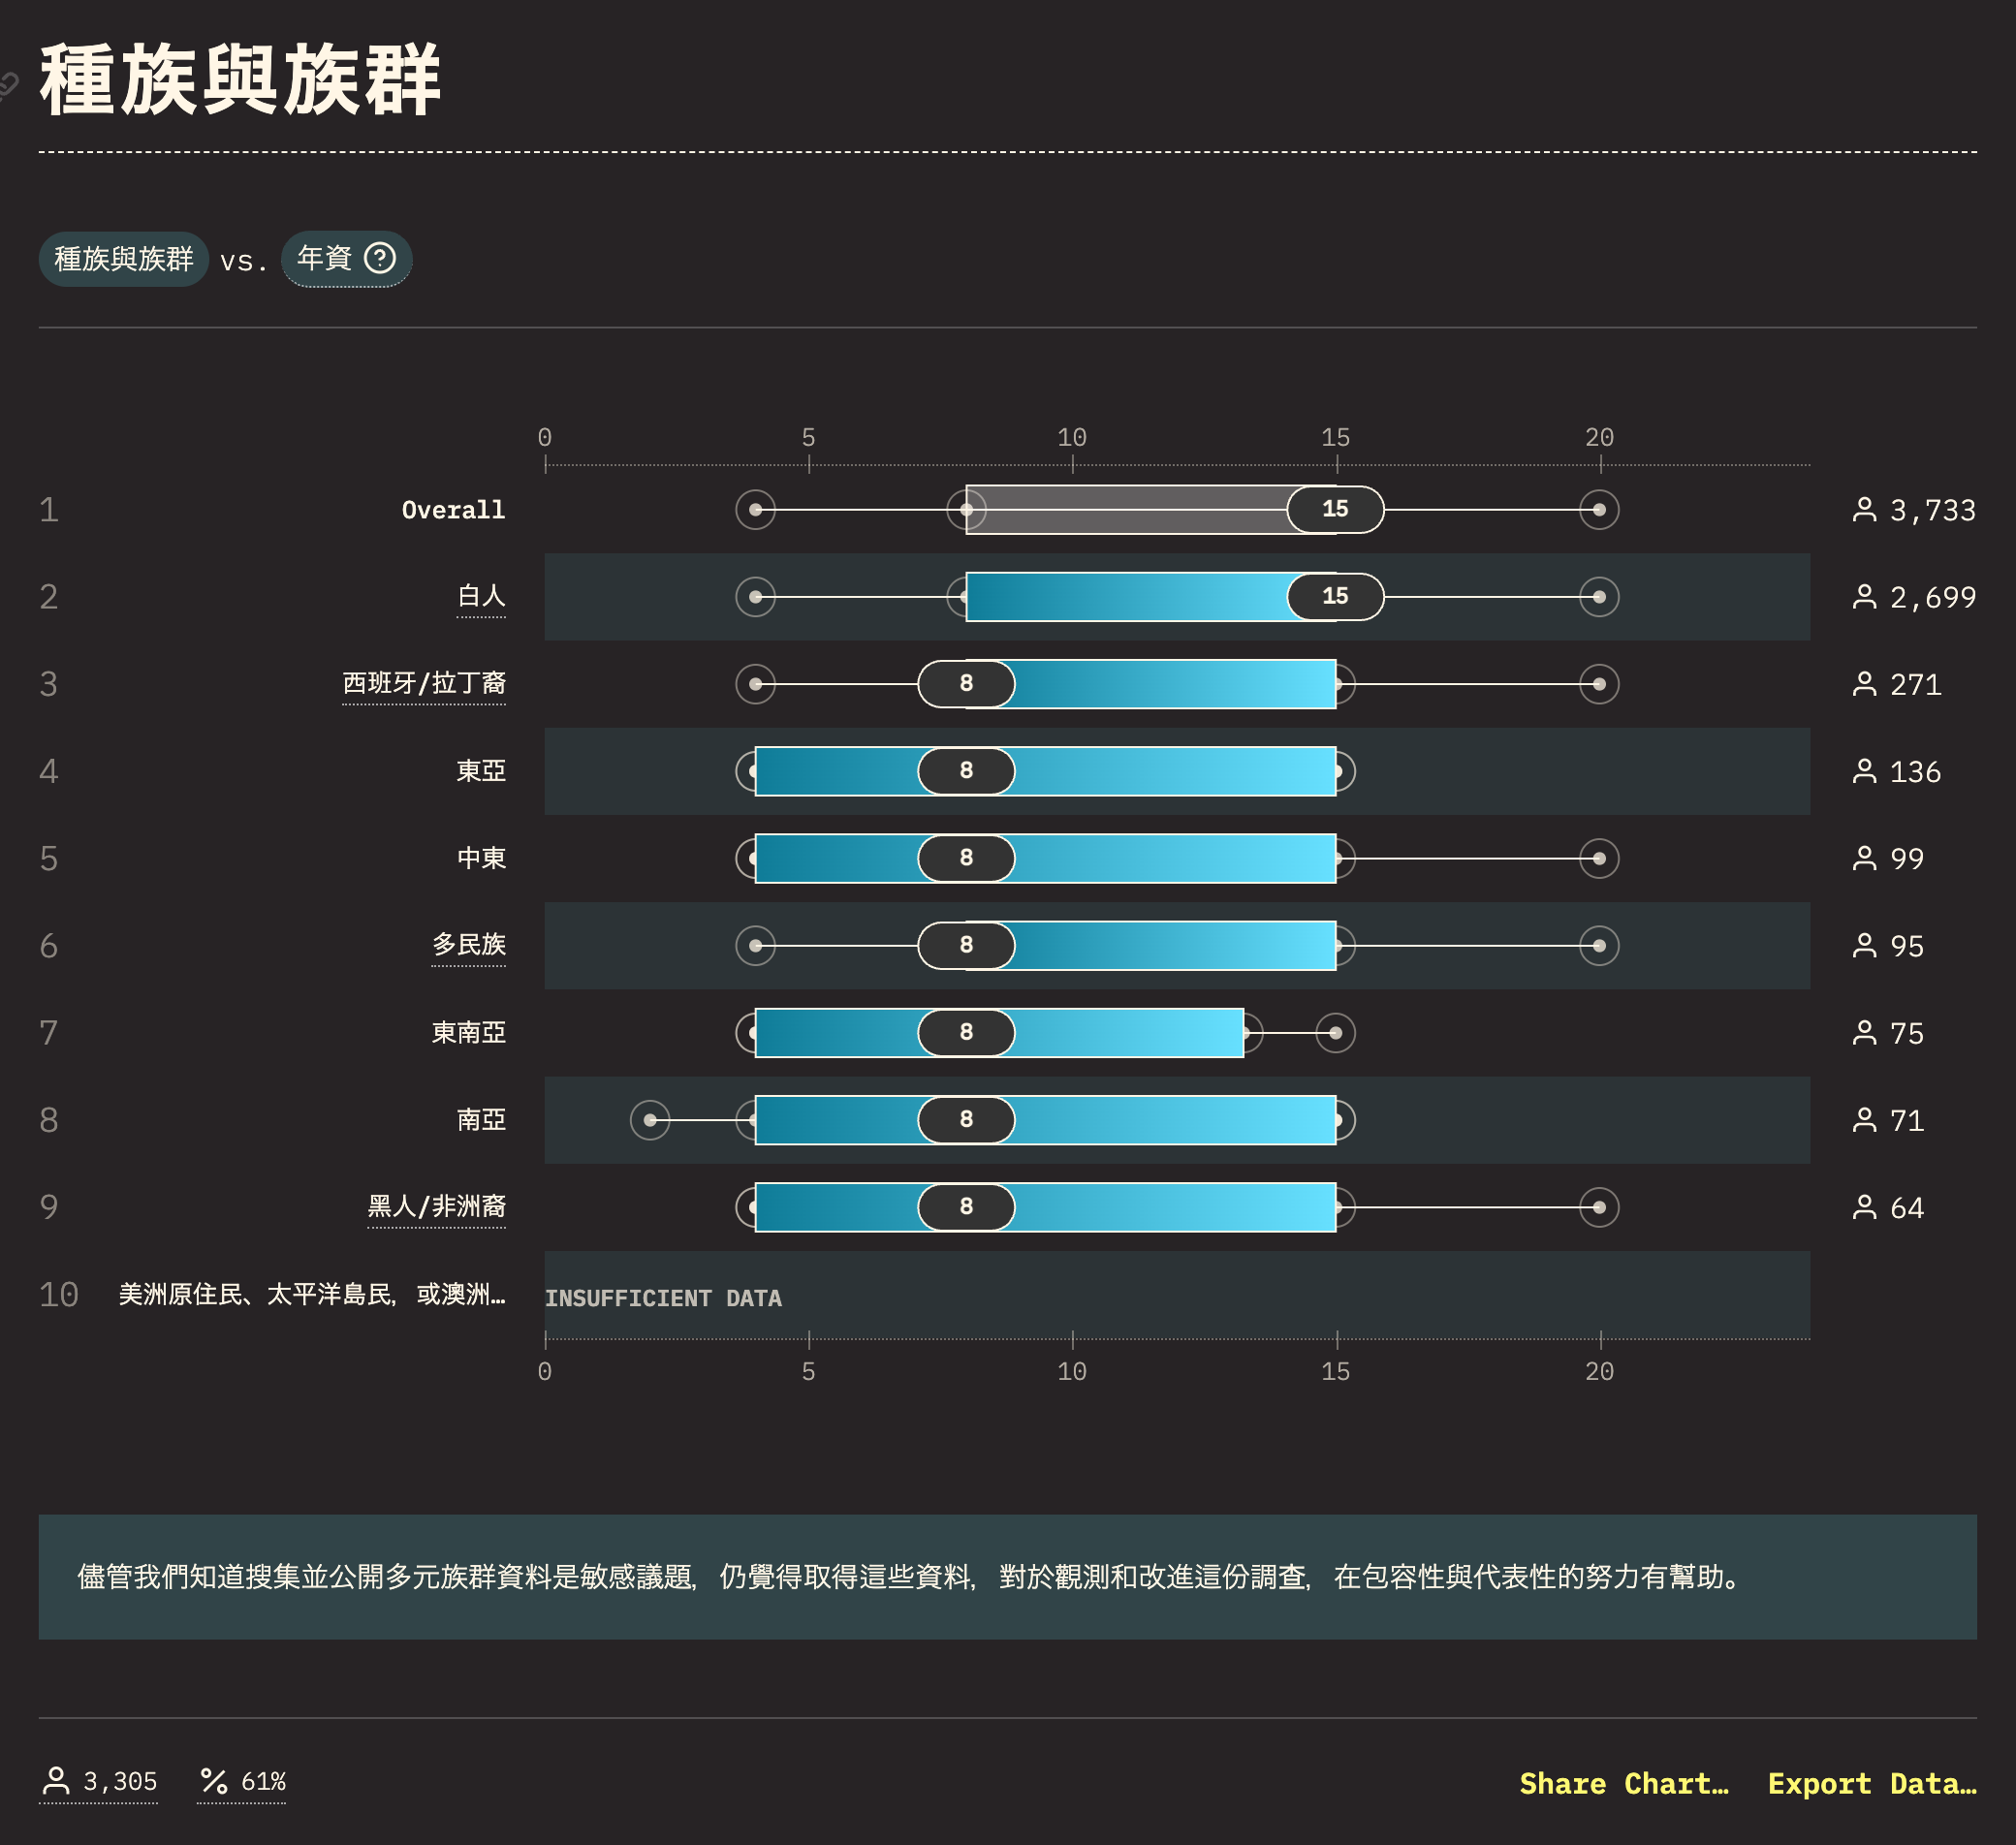 種族與族群
種族與族群 vs. 年資
0 5 10 15 20
1 Overall 15 3,733
2 白人 15 2,699
3 西班牙/拉丁裔 8 271
4 東亞 8 136
5 中東 8 99
6 多民族 8 95
7 東南亞 8 75
8 南亞 8 71
9 黑人/非洲裔 8 64
10 美洲原住民、太平洋島民，或澳洲… INSUFFICIENT DATA
0 5 10 15 20
儘管我們知道搜集並公開多元族群資料是敏感議題，仍覺得取得這些資料，對於觀測和改進這份調查，在包容性與代表性的努力有幫助。
3,305 61% Share Chart… Export Data…